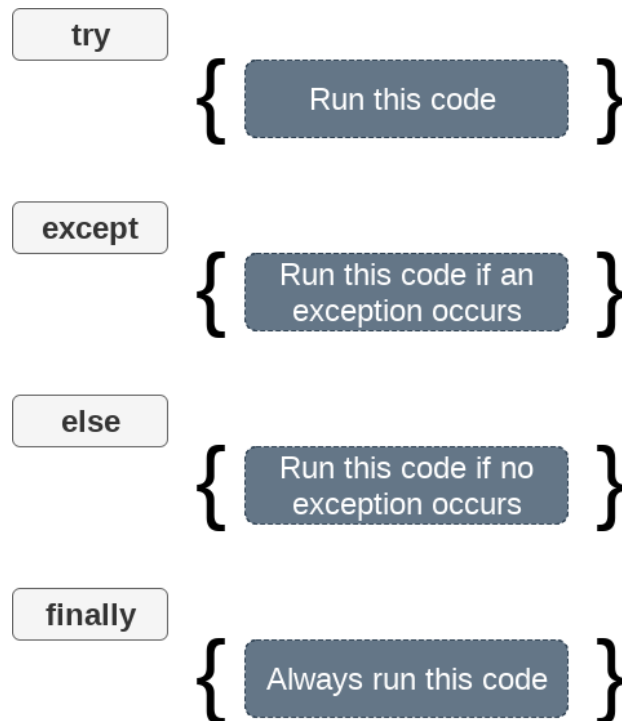 try
{ Run this code }
except
{ Run this code if an
exception occurs }
else
{ Run this code if no
exception occurs }
finally
{ Always run this code }